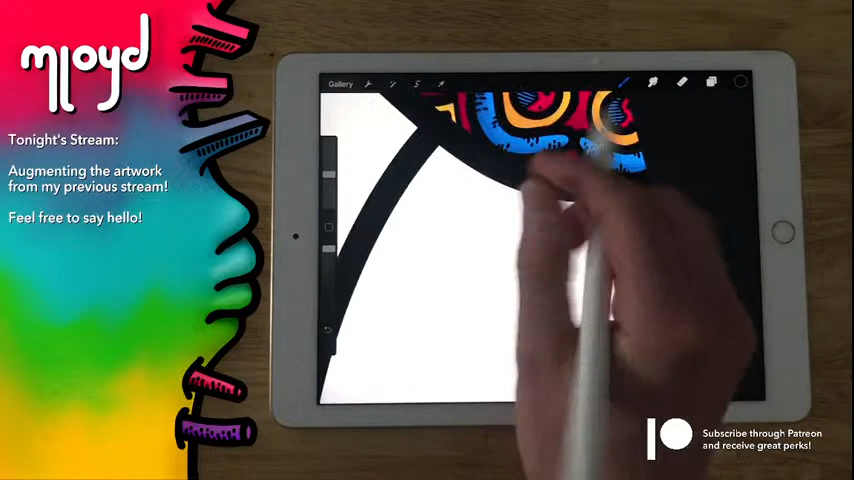 mloyd
Tonight's Stream:
Augmenting the artwork
from my previous stream!
Feel free to say hello!
Gallery
Subscribe through Patreon
and receive great perks!